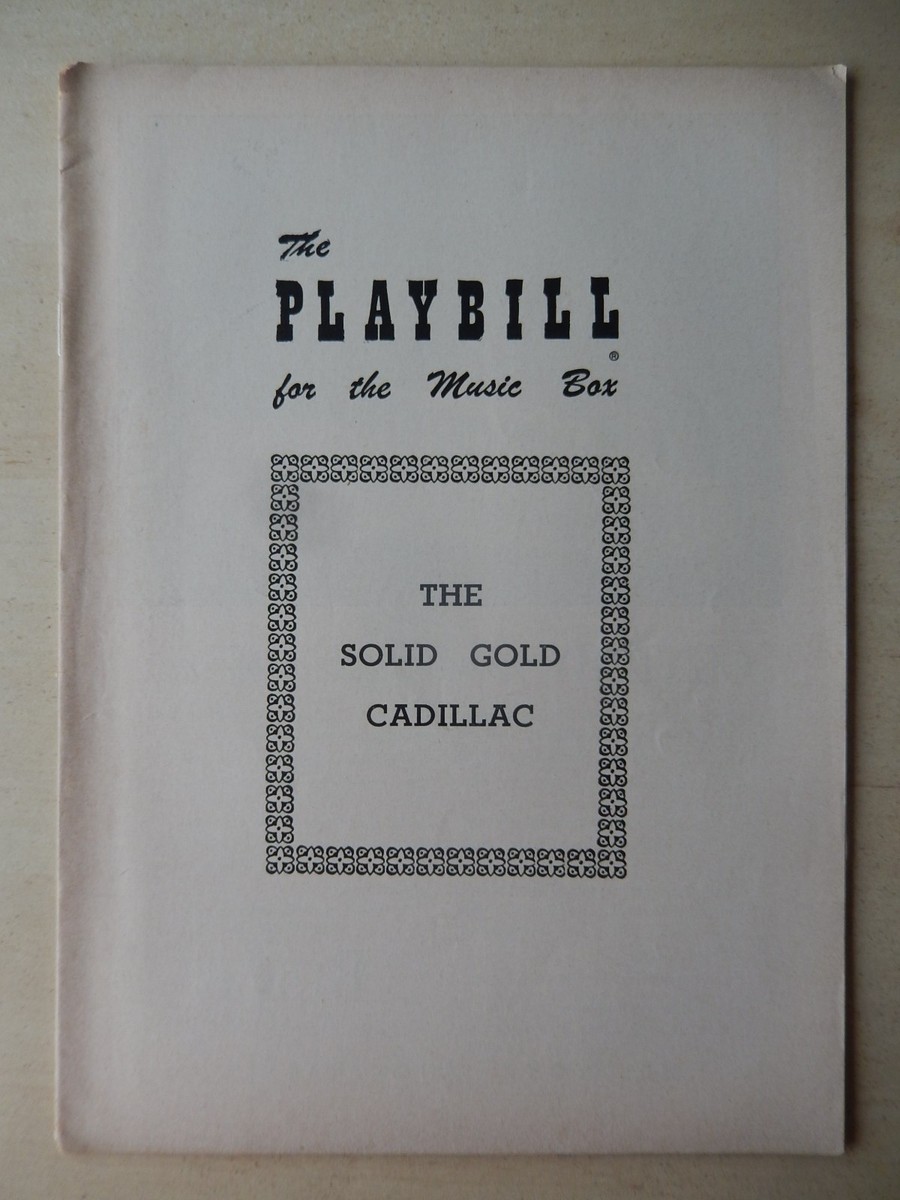 The
PLAYBILL
®
for the Music Box
THE
SOLID GOLD
CADILLAC